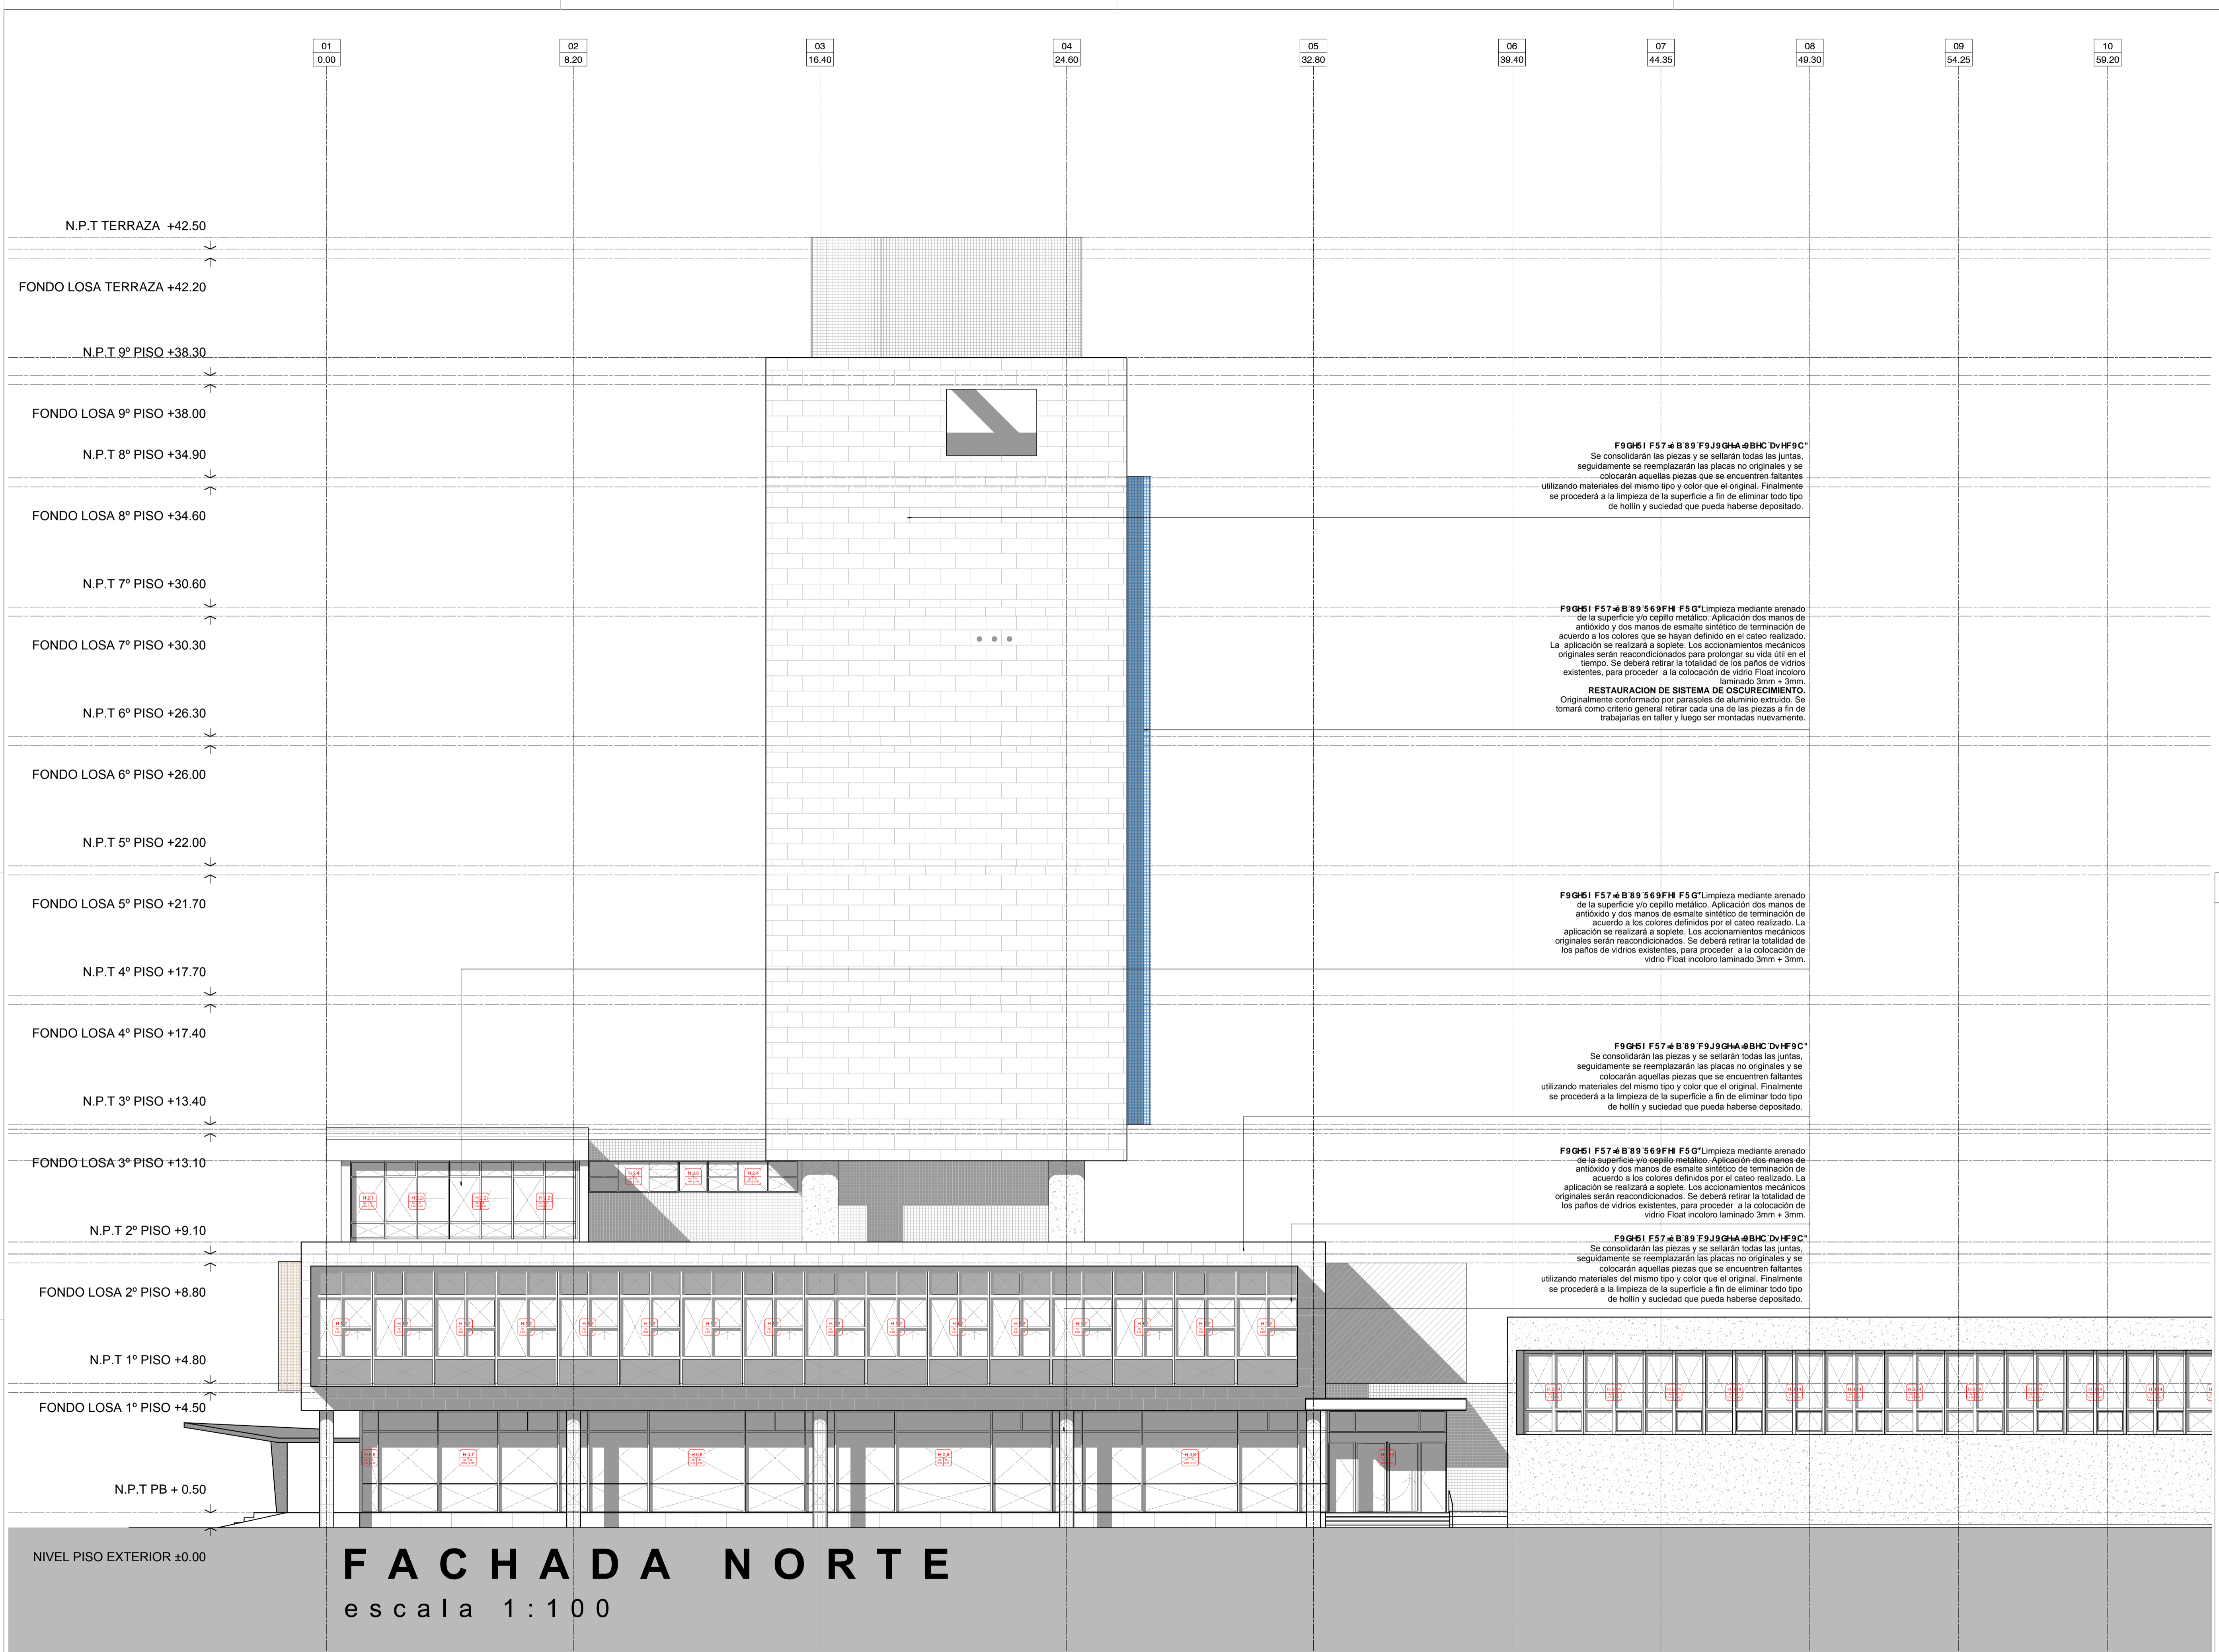 01 02 03 04 05 06 07 08 09 10
0.00 8.20 16.40 24.60 32.80 39.40 44.35 49.30 54.25 59.20
N.P.T TERRAZA +42.50
FONDO LOSA TERRAZA +42.20
N.P.T 9º PISO +38.30
FONDO LOSA 9º PISO +38.00
N.P.T 8º PISO +34.90
FONDO LOSA 8º PISO +34.60
N.P.T 7º PISO +30.60
FONDO LOSA 7º PISO +30.30
N.P.T 6º PISO +26.30
FONDO LOSA 6º PISO +26.00
N.P.T 5º PISO +22.00
FONDO LOSA 5º PISO +21.70
N.P.T 4º PISO +17.70
FONDO LOSA 4º PISO +17.40
N.P.T 3º PISO +13.40
FONDO LOSA 3º PISO +13.10
N.P.T 2º PISO +9.10
FONDO LOSA 2º PISO +8.80
N.P.T 1º PISO +4.80
FONDO LOSA 1º PISO +4.50
N.P.T PB + 0.50
NIVEL PISO EXTERIOR ±0.00
Se consolidarán las piezas y se sellarán todas las juntas,
seguidamente se reemplazarán las placas no originales y se
colocarán aquellas piezas que se encuentren faltantes
utilizando materiales del mismo tipo y color que el original. Finalmente
se procederá a la limpieza de la superficie a fin de eliminar todo tipo
de hollín y suciedad que pueda haberse depositado.
Limpieza mediante arenado
de la superficie y/o cepillo metálico. Aplicación dos manos de
antióxido y dos manos de esmalte sintético de terminación de
acuerdo a los colores que se hayan definido en el cateo realizado.
La aplicación se realizará a soplete. Los accionamientos mecánicos
originales serán reacondicionados para prolongar su vida útil en el
tiempo. Se deberá retirar la totalidad de los paños de vidrios
existentes, para proceder a la colocación de vidrio Float incoloro
laminado 3mm + 3mm.
RESTAURACION DE SISTEMA DE OSCURECIMIENTO.
Originalmente conformado por parasoles de aluminio extruido. Se
tomará como criterio general retirar cada una de las piezas a fin de
trabajarlas en taller y luego ser montadas nuevamente.
Limpieza mediante arenado
de la superficie y/o cepillo metálico. Aplicación dos manos de
antióxido y dos manos de esmalte sintético de terminación de
acuerdo a los colores definidos por el cateo realizado. La
aplicación se realizará a soplete. Los accionamientos mecánicos
originales serán reacondicionados. Se deberá retirar la totalidad de
los paños de vidrios existentes, para proceder a la colocación de
vidrio Float incoloro laminado 3mm + 3mm.
Se consolidarán las piezas y se sellarán todas las juntas,
seguidamente se reemplazarán las placas no originales y se
colocarán aquellas piezas que se encuentren faltantes
utilizando materiales del mismo tipo y color que el original. Finalmente
se procederá a la limpieza de la superficie a fin de eliminar todo tipo
de hollín y suciedad que pueda haberse depositado.
Limpieza mediante arenado
de la superficie y/o cepillo metálico. Aplicación dos manos de
antióxido y dos manos de esmalte sintético de terminación de
acuerdo a los colores definidos por el cateo realizado. La
aplicación se realizará a soplete. Los accionamientos mecánicos
originales serán reacondicionados. Se deberá retirar la totalidad de
los paños de vidrios existentes, para proceder a la colocación de
vidrio Float incoloro laminado 3mm + 3mm.
Se consolidarán las piezas y se sellarán todas las juntas,
seguidamente se reemplazarán las placas no originales y se
colocarán aquellas piezas que se encuentren faltantes
utilizando materiales del mismo tipo y color que el original. Finalmente
se procederá a la limpieza de la superficie a fin de eliminar todo tipo
de hollín y suciedad que pueda haberse depositado.
FACHADA NORTE
escala 1:100